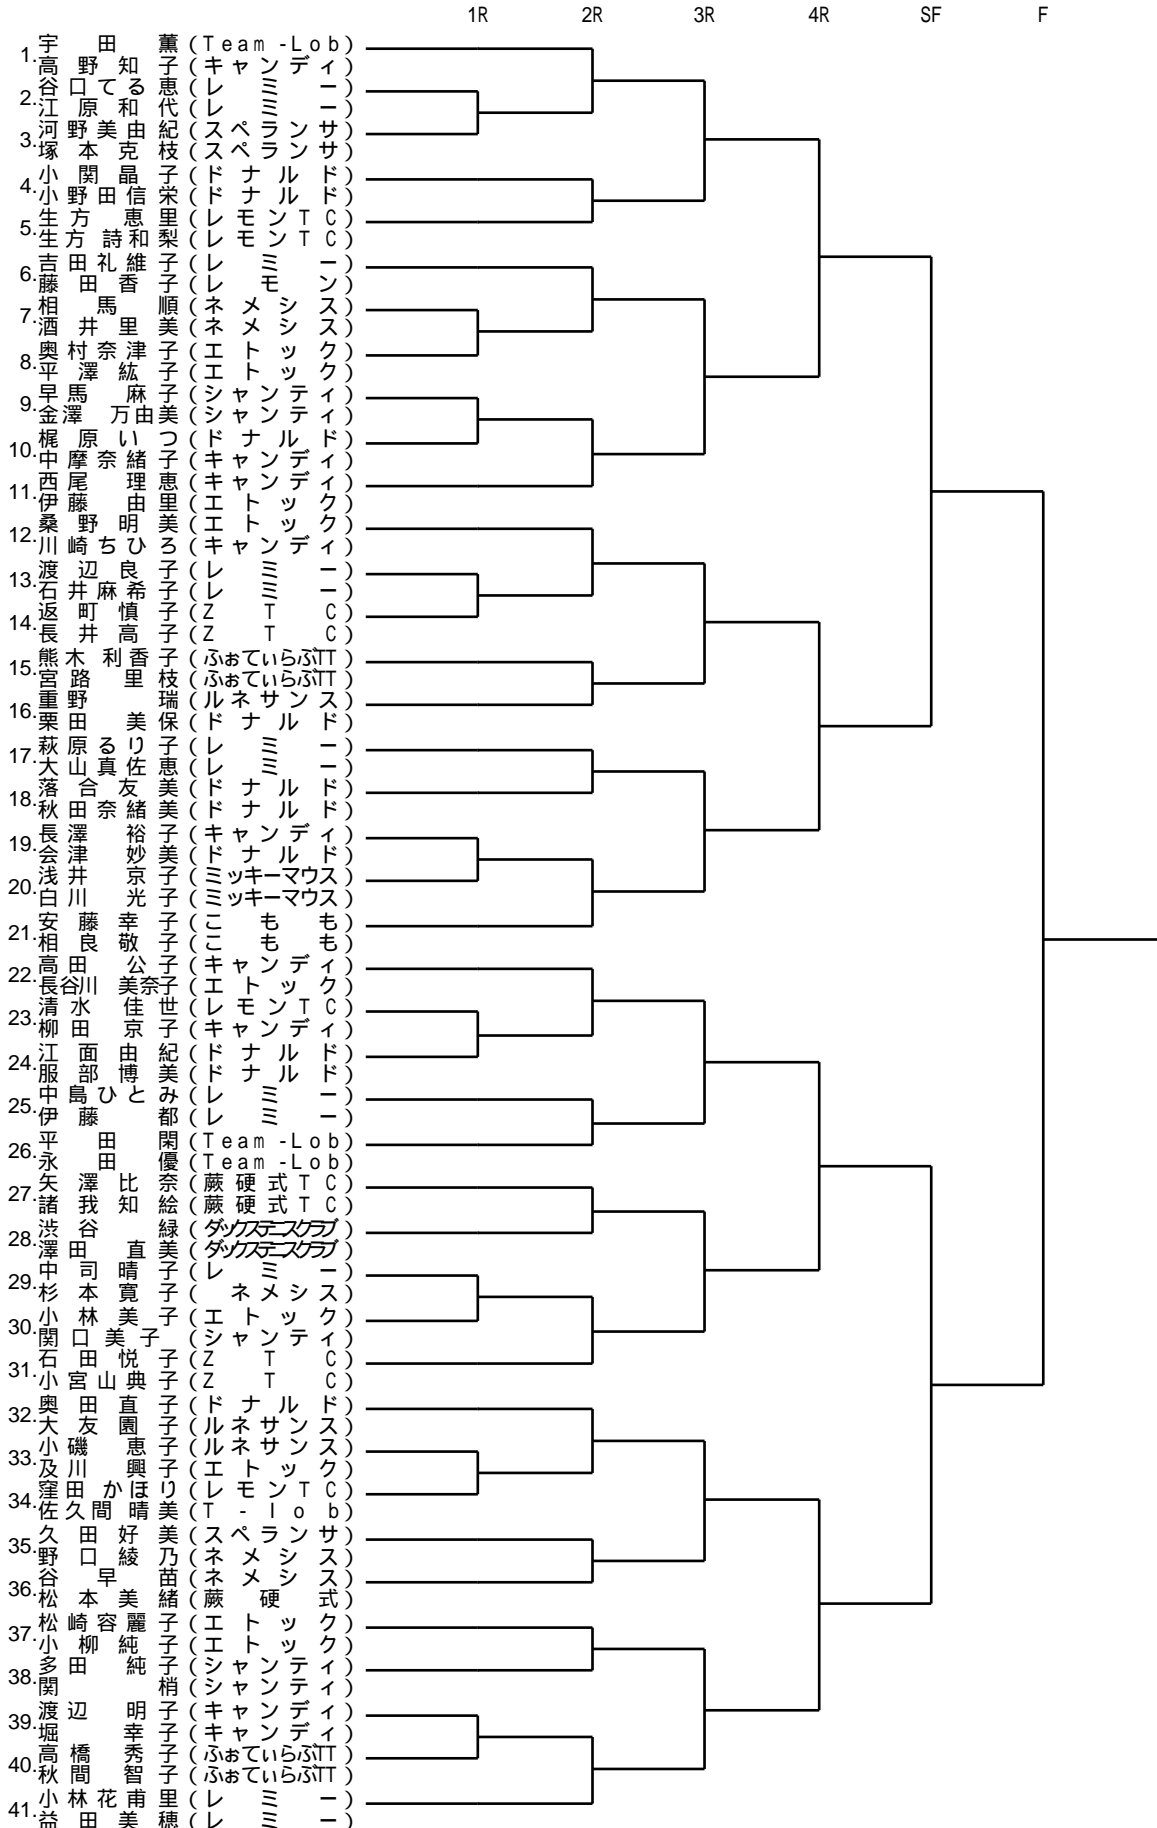 1R 2R 3R 4R SF F
1. 宇田 薫 (Team-Lob)
高野知子 (キャンディ)
2. 谷口てる恵 (レミー)
江原和代 (レミー)
3. 河野美由紀 (スペランサ)
塚本克枝 (スペランサ)
4. 小関晶子 (ドナルド)
小野田信栄 (ドナルド)
5. 生方 恵里 (レモンTC)
生方 詩和梨 (レモンTC)
6. 吉田礼維子 (レミー)
藤田香子 (レモン)
7. 相馬 順 (ネメシス)
酒井里美 (ネメシス)
8. 奥村奈津子 (エトック)
平澤紘子 (エトック)
9. 早馬 麻子 (シャンティ)
金澤 万由美 (シャンティ)
10. 梶原いつ (ドナルド)
中摩奈緒子 (キャンディ)
11. 西尾 理恵 (キャンディ)
伊藤 由里 (エトック)
12. 桑野明美 (エトック)
川崎ちひろ (キャンディ)
13. 渡辺良子 (レミー)
石井麻希子 (レミー)
14. 返町慎子 (ZTC)
長井高子 (ZTC)
15. 熊木 利香子 (ふぉてぃらぶTT)
宮路 里枝 (ふぉてぃらぶTT)
16. 重野 瑞 (ルネサンス)
栗田 美保 (ドナルド)
17. 萩原るり子 (レミー)
大山真佐恵 (レミー)
18. 落合友美 (ドナルド)
秋田奈緒美 (ドナルド)
19. 長澤 裕子 (キャンディ)
会津 妙美 (ドナルド)
20. 浅井 京子 (ミッキーマウス)
白川 光子 (ミッキーマウス)
21. 安藤幸子 (こもも)
相良敬子 (こもも)
22. 高田 公子 (キャンディ)
長谷川 美奈子 (エトック)
23. 清水 佳世 (レモンTC)
柳田 京子 (キャンディ)
24. 江面由紀 (ドナルド)
服部博美 (ドナルド)
25. 中島ひとみ (レミー)
伊藤 都 (レミー)
26. 平田 閑 (Team-Lob)
永田 優 (Team-Lob)
27. 矢澤比奈 (蕨硬式TC)
諸我知絵 (蕨硬式TC)
28. 渋谷 緑 (ダックステニスクラブ)
澤田 直美 (ダックステニスクラブ)
29. 中司晴子 (レミー)
杉本寛子 (ネメシス)
30. 小林美子 (エトック)
関口美子 (シャンティ)
31. 石田悦子 (ZTC)
小宮山典子 (ZTC)
32. 奥田直子 (ドナルド)
大友園子 (ルネサンス)
33. 小磯 恵子 (ルネサンス)
及川 興子 (エトック)
34. 窪田 かほり (レモンTC)
佐久間 晴美 (T-lob)
35. 久田好美 (スペランサ)
野口綾乃 (ネメシス)
36. 谷早苗 (ネメシス)
松本美緒 (蕨硬式)
37. 松崎容麗子 (エトック)
小柳純子 (エトック)
38. 多田 純子 (シャンティ)
関 梢 (シャンティ)
39. 渡辺 明子 (キャンディ)
堀 幸子 (キャンディ)
40. 高橋 秀子 (ふぉてぃらぶTT)
秋間 智子 (ふぉてぃらぶTT)
41. 小林花甫里 (レミー)
益田美穂 (レミー)